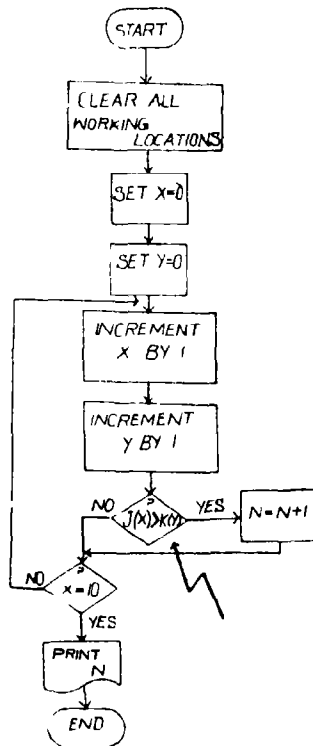 START
CLEAR ALL
WORKING
LOCATIONS
SET X=0
SET Y=0
INCREMENT
X BY 1
INCREMENT
Y BY 1
?
NO
J(X)>K(Y)
YES
N=N+1
NO
?
X=10
YES
PRINT
N
END